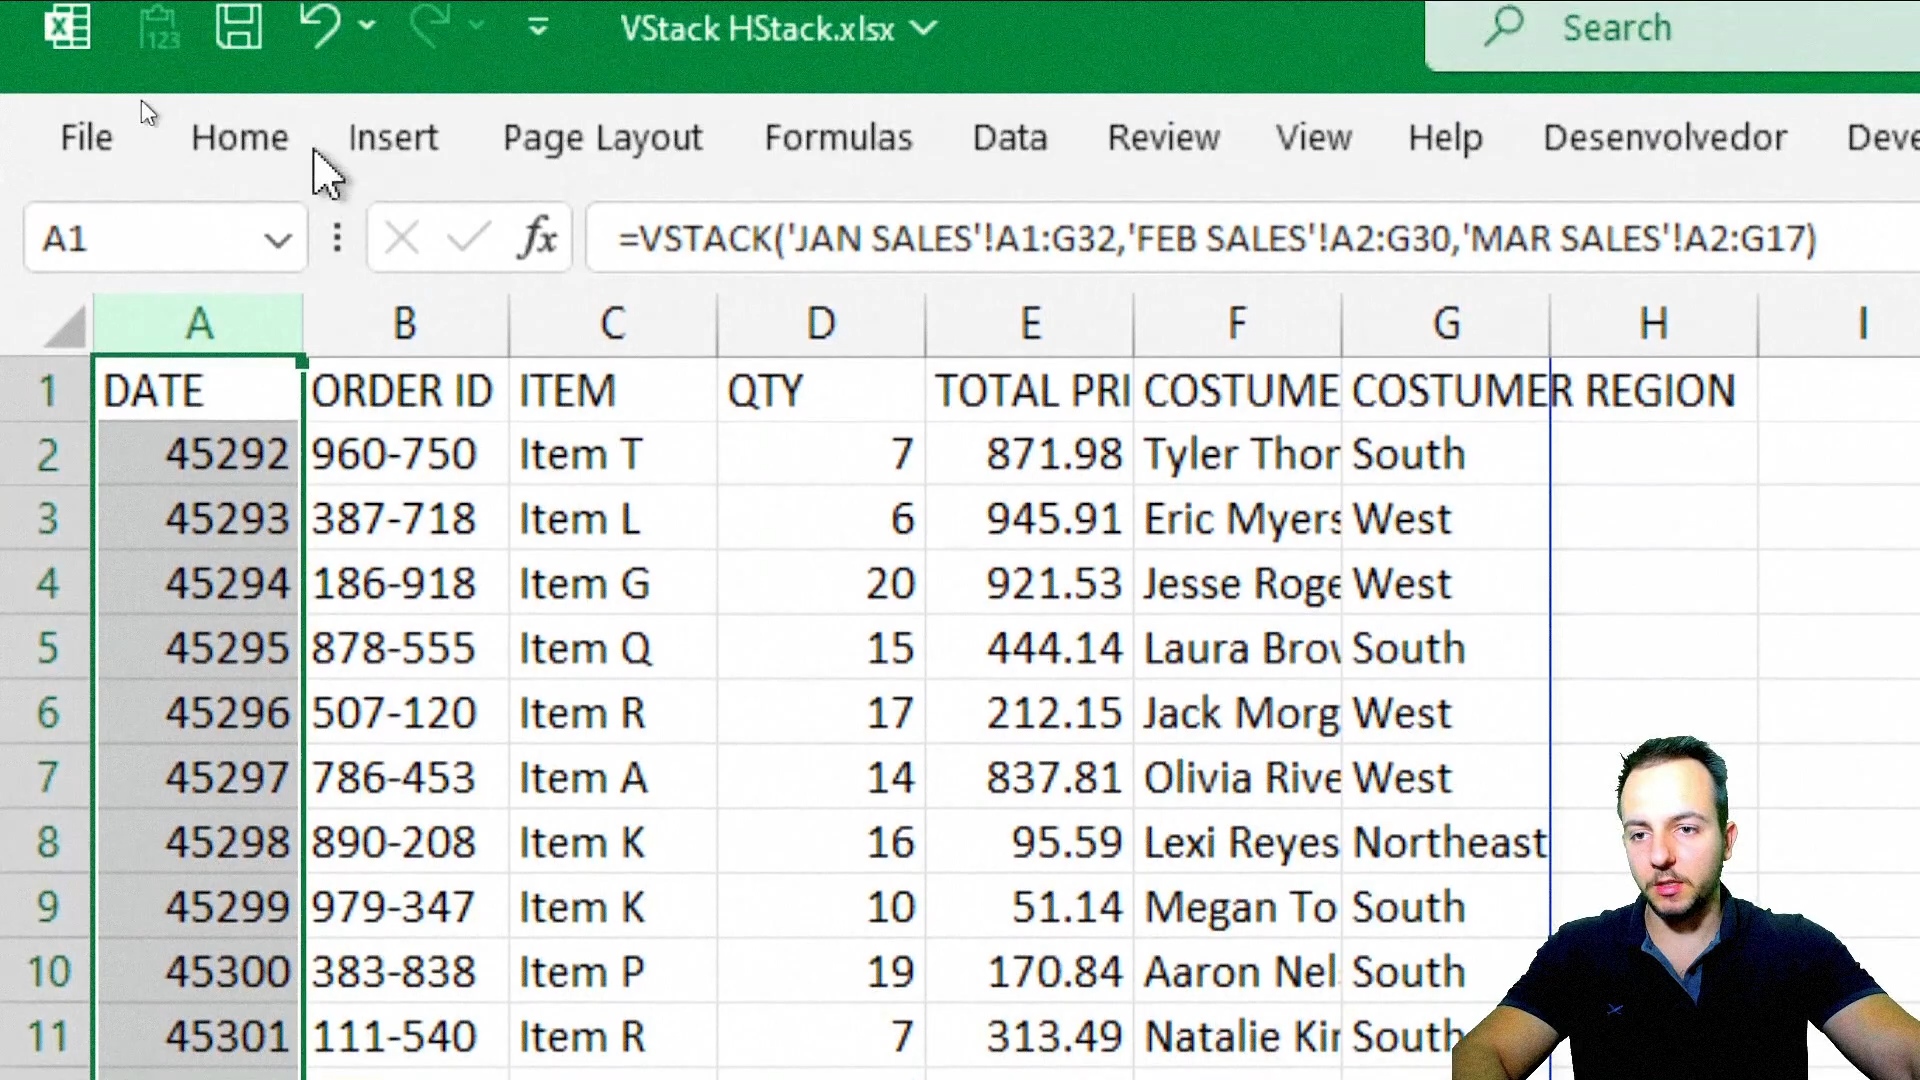 123 VStack HStack.xlsx Search
File Home Insert Page Layout Formulas Data Review View Help Desenvolvedor Deve
A1 fx =VSTACK('JAN SALES'!A1:G32,'FEB SALES'!A2:G30,'MAR SALES'!A2:G17)
A B C D E F G H I
1 DATE ORDER ID ITEM QTY TOTAL PRI COSTUME COSTUMER REGION
2 45292 960-750 Item T 7 871.98 Tyler Thor South
3 45293 387-718 Item L 6 945.91 Eric Myers West
4 45294 186-918 Item G 20 921.53 Jesse Roge West
5 45295 878-555 Item Q 15 444.14 Laura Brov South
6 45296 507-120 Item R 17 212.15 Jack Morg West
7 45297 786-453 Item A 14 837.81 Olivia Rive West
8 45298 890-208 Item K 16 95.59 Lexi Reyes Northeast
9 45299 979-347 Item K 10 51.14 Megan To South
10 45300 383-838 Item P 19 170.84 Aaron Nel South
11 45301 111-540 Item R 7 313.49 Natalie Kir South